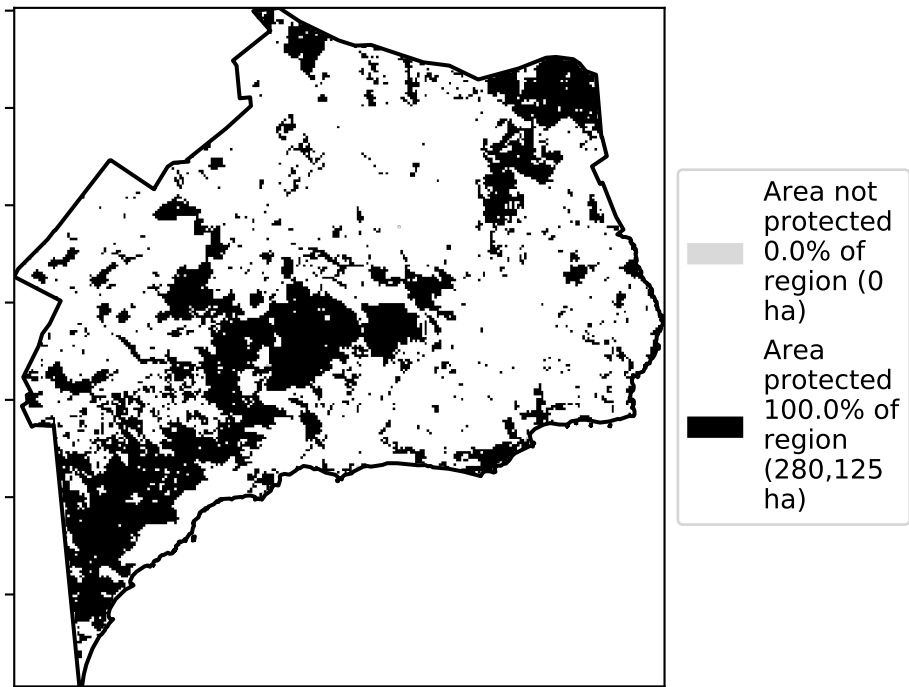 Area not
protected
0.0% of
region (0
ha)
Area
protected
100.0% of
region
(280,125
ha)